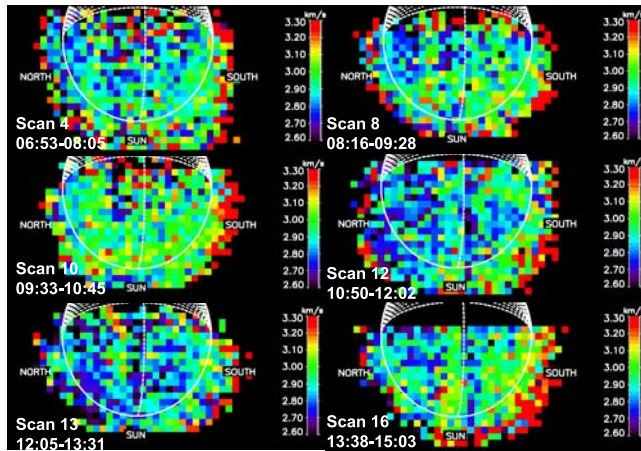 km/s
3.30
3.20
3.10
3.00
2.90
2.80
2.70
2.60
NORTH
SOUTH
Scan 4
06:53-08:05
SUN
km/s
3.30
3.20
3.10
3.00
2.90
2.80
2.70
2.60
NORTH
SOUTH
Scan 8
08:16-09:28
SUN
km/s
3.30
3.20
3.10
3.00
2.90
2.80
2.70
2.60
NORTH
SOUTH
Scan 10
09:33-10:45
SUN
km/s
3.30
3.20
3.10
3.00
2.90
2.80
2.70
2.60
NORTH
SOUTH
Scan 12
10:50-12:02
SUN
km/s
3.30
3.20
3.10
3.00
2.90
2.80
2.70
2.60
NORTH
SOUTH
Scan 13
12:05-13:31
SUN
km/s
3.30
3.20
3.10
3.00
2.90
2.80
2.70
2.60
NORTH
SOUTH
Scan 16
13:38-15:03
SUN